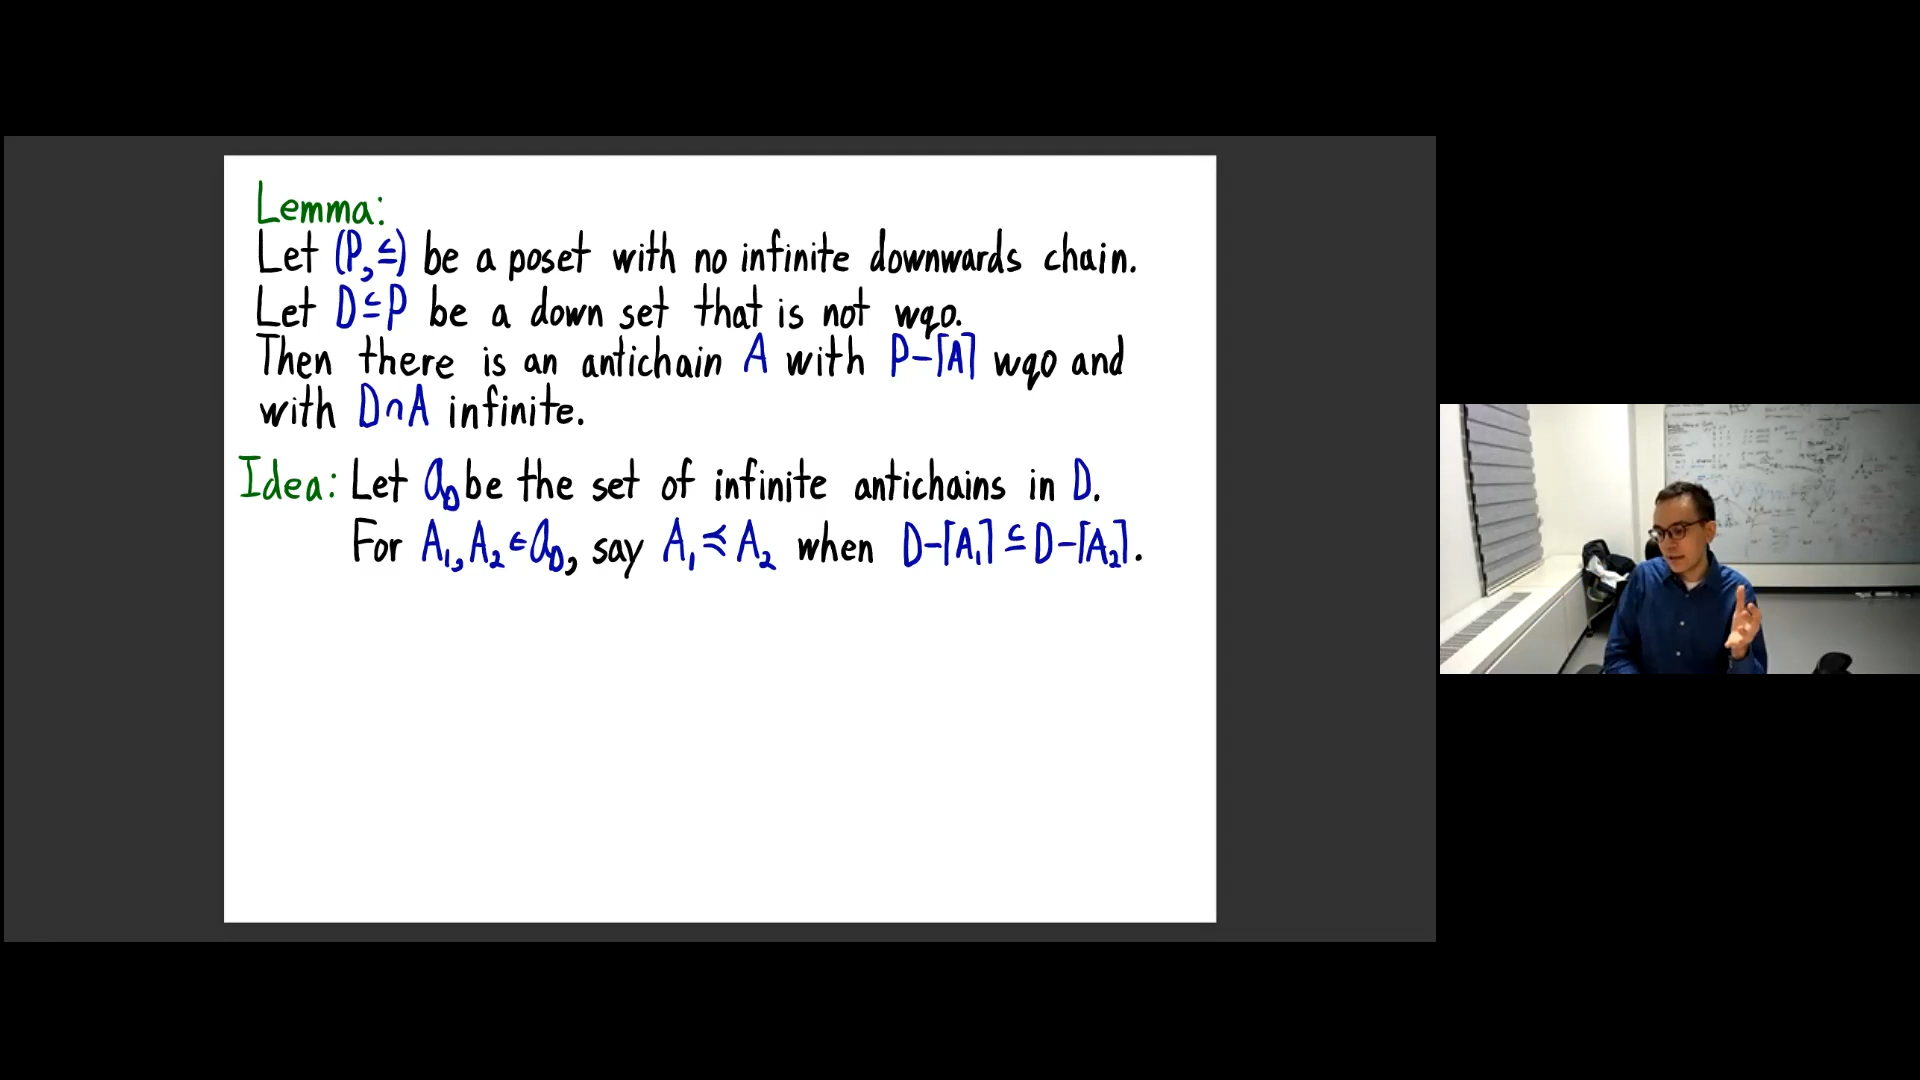 Lemma:
Let (P, ≤) be a poset with no infinite downwards chain.
Let D ⊆ P be a down set that is not wqo.
Then there is an antichain A with P-⌈A⌉ wqo and
with D∩A infinite.
Idea: Let 𝒜_D be the set of infinite antichains in D.
For A₁, A₂ ∈ 𝒜_D, say A₁ ≼ A₂ when D-⌈A₁⌉ ⊆ D-⌈A₂⌉.